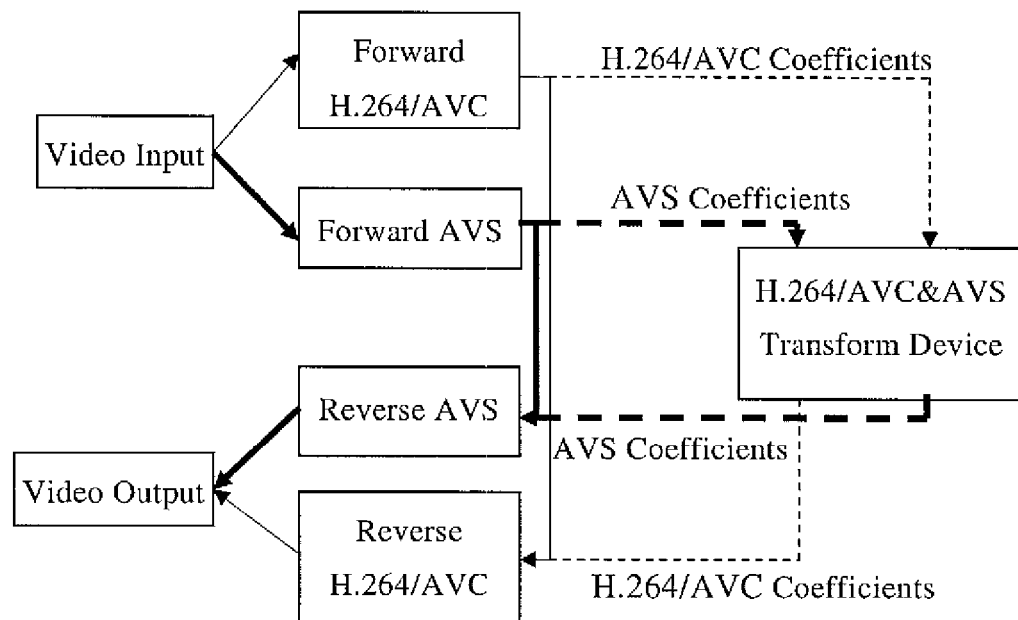 Forward
H.264/AVC
H.264/AVC Coefficients
Video Input
AVS Coefficients
Forward AVS
H.264/AVC&AVS
Transform Device
Reverse AVS
AVS Coefficients
Video Output
Reverse
H.264/AVC
H.264/AVC Coefficients